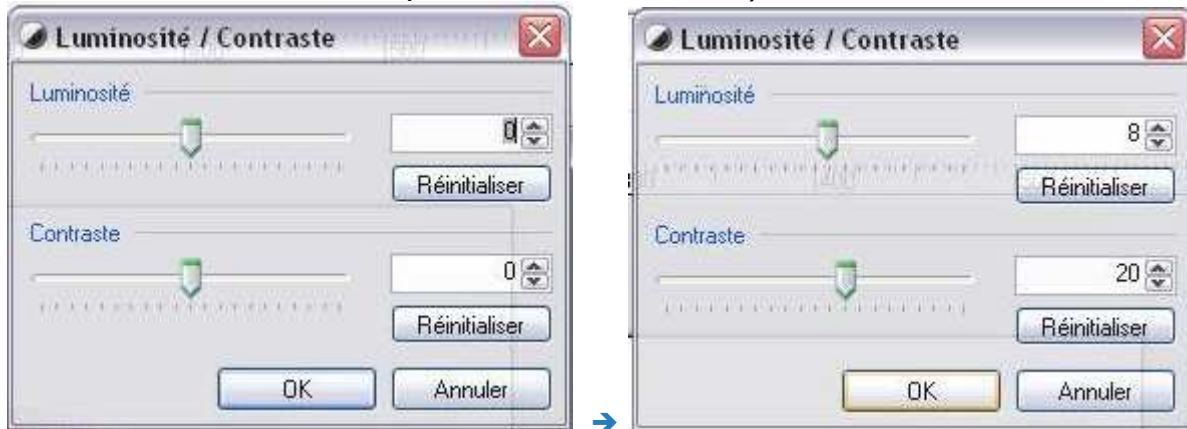 Luminosité / Contraste
Luminosité
0
Réinitialiser
Contraste
0
Réinitialiser
OK Annuler
➔
Luminosité / Contraste
Luminosité
8
Réinitialiser
Contraste
20
Réinitialiser
OK Annuler